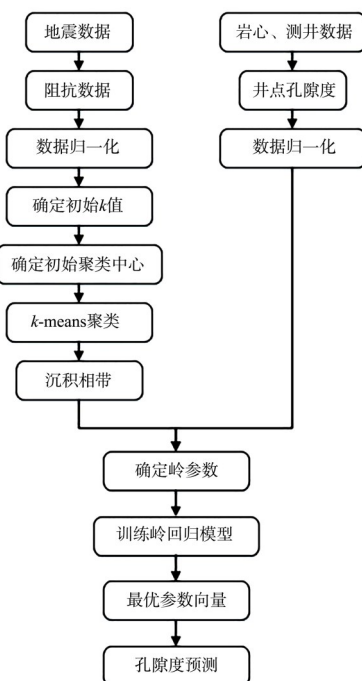 地震数据
阻抗数据
数据归一化
确定初始k值
确定初始聚类中心
k-means聚类
沉积相带
岩心、测井数据
井点孔隙度
数据归一化
确定岭参数
训练岭回归模型
最优参数向量
孔隙度预测